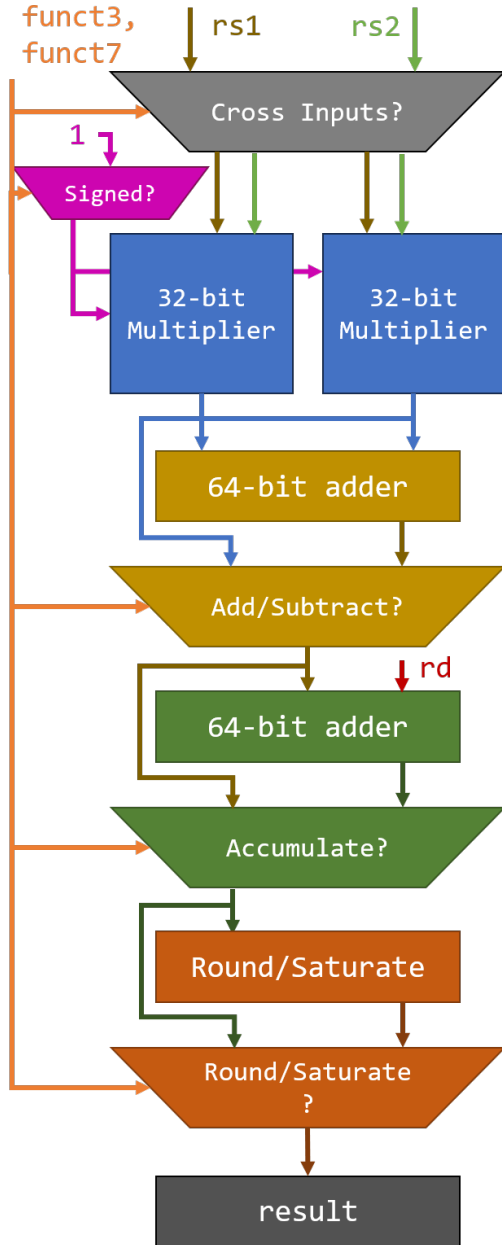 funct3,
funct7
rs1
rs2
Cross Inputs?
1
Signed?
32-bit
Multiplier
32-bit
Multiplier
64-bit adder
Add/Subtract?
rd
64-bit adder
Accumulate?
Round/Saturate
Round/Saturate
?
result